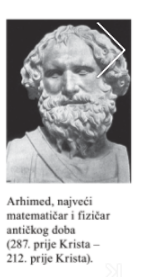 Arhimed, najveći
matematičar i fizičar
antičkog doba
(287. prije Krista –
212. prije Krista).